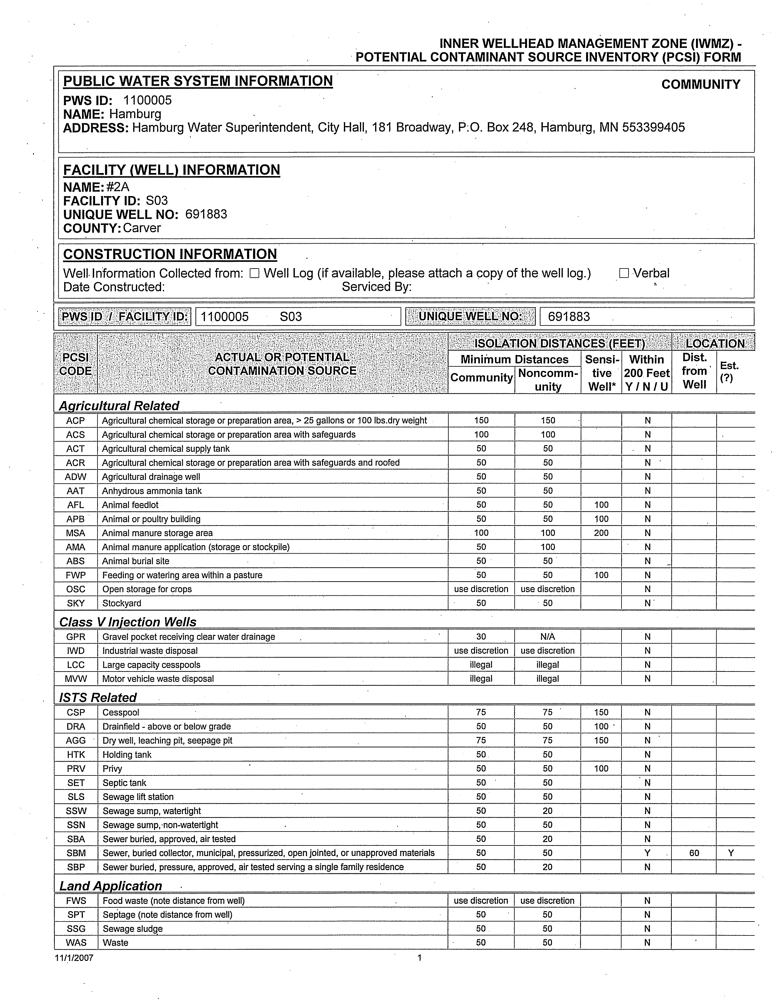 INNER WELLHEAD MANAGEMENT ZONE (IWMZ) -
POTENTIAL CONTAMINANT SOURCE INVENTORY (PCSI) FORM
PUBLIC WATER SYSTEM INFORMATION COMMUNITY
PWS ID: 1100005
NAME: Hamburg
ADDRESS: Hamburg Water Superintendent, City Hall, 181 Broadway, P.O. Box 248, Hamburg, MN 553399405
FACILITY (WELL) INFORMATION
NAME: #2A
FACILITY ID: S03
UNIQUE WELL NO: 691883
COUNTY: Carver
CONSTRUCTION INFORMATION
Well Information Collected from: ☐ Well Log (if available, please attach a copy of the well log.) ☐ Verbal
Date Constructed: Serviced By:
PWS ID / FACILITY ID: 1100005 S03 UNIQUE WELL NO: 691883
PCSI CODE ACTUAL OR POTENTIAL CONTAMINATION SOURCE ISOLATION DISTANCES (FEET) LOCATION
Minimum Distances Sensi-tive Well* Within 200 Feet Y / N / U Dist. from Well Est. (?)
Community Noncomm-unity
Agricultural Related
ACP Agricultural chemical storage or preparation area, > 25 gallons or 100 lbs.dry weight 150 150 N
ACS Agricultural chemical storage or preparation area with safeguards 100 100 N
ACT Agricultural chemical supply tank 50 50 N
ACR Agricultural chemical storage or preparation area with safeguards and roofed 50 50 N
ADW Agricultural drainage well 50 50 N
AAT Anhydrous ammonia tank 50 50 N
AFL Animal feedlot 50 50 100 N
APB Animal or poultry building 50 50 100 N
MSA Animal manure storage area 100 100 200 N
AMA Animal manure application (storage or stockpile) 50 100 N
ABS Animal burial site 50 50 N
FWP Feeding or watering area within a pasture 50 50 100 N
OSC Open storage for crops use discretion use discretion N
SKY Stockyard 50 50 N
Class V Injection Wells
GPR Gravel pocket receiving clear water drainage 30 N/A N
IWD Industrial waste disposal use discretion use discretion N
LCC Large capacity cesspools illegal illegal N
MVW Motor vehicle waste disposal illegal illegal N
ISTS Related
CSP Cesspool 75 75 150 N
DRA Drainfield - above or below grade 50 50 100 N
AGG Dry well, leaching pit, seepage pit 75 75 150 N
HTK Holding tank 50 50 N
PRV Privy 50 50 100 N
SET Septic tank 50 50 N
SLS Sewage lift station 50 50 N
SSW Sewage sump, watertight 50 20 N
SSN Sewage sump, non-watertight 50 50 N
SBA Sewer buried, approved, air tested 50 20 N
SBM Sewer, buried collector, municipal, pressurized, open jointed, or unapproved materials 50 50 Y 60 Y
SBP Sewer buried, pressure, approved, air tested serving a single family residence 50 20 N
Land Application
FWS Food waste (note distance from well) use discretion use discretion N
SPT Septage (note distance from well) 50 50 N
SSG Sewage sludge 50 50 N
WAS Waste 50 50 N
11/1/2007 1